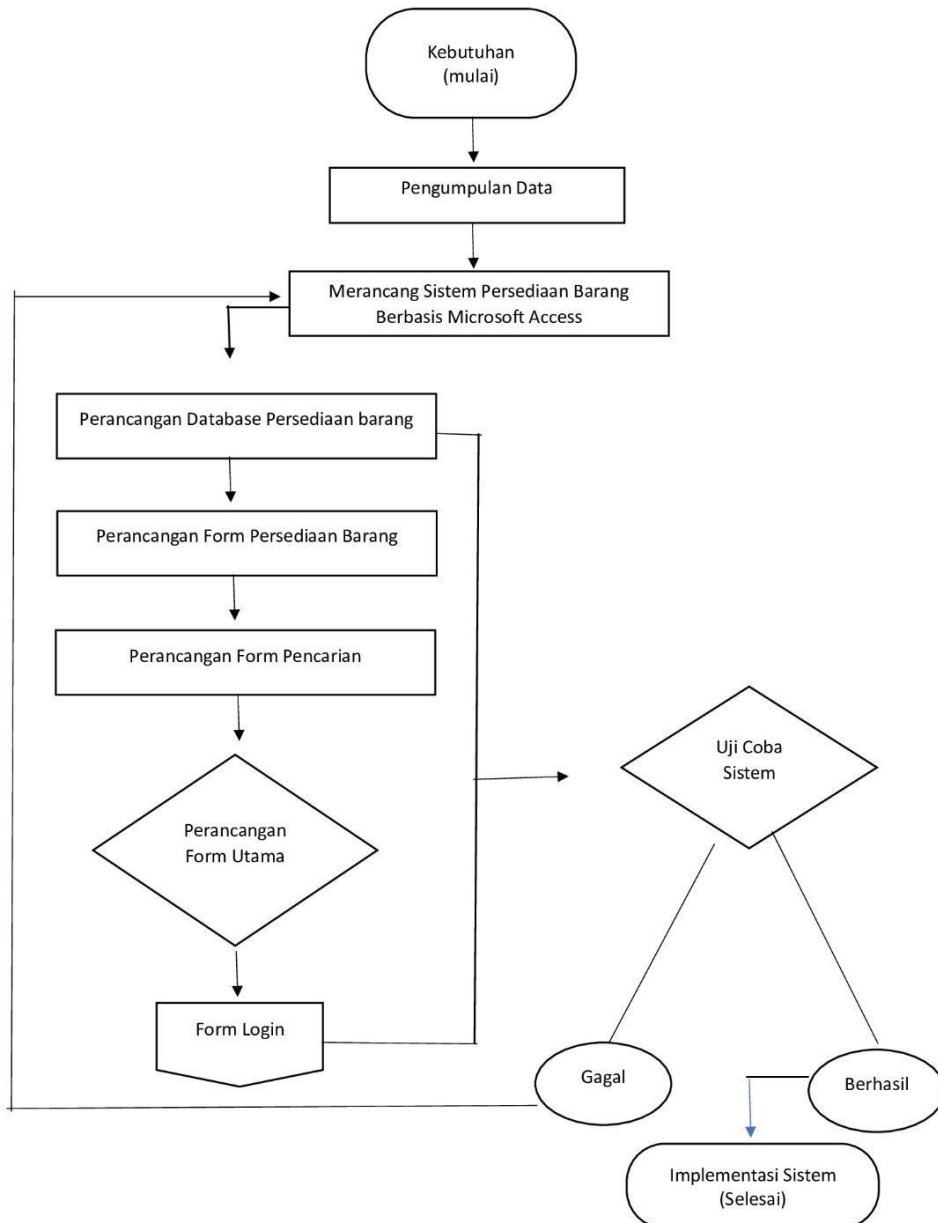 Kebutuhan
(mulai)
Pengumpulan Data
Merancang Sistem Persediaan Barang
Berbasis Microsoft Access
Perancangan Database Persediaan barang
Perancangan Form Persediaan Barang
Perancangan Form Pencarian
Perancangan
Form Utama
Form Login
Uji Coba
Sistem
Gagal
Berhasil
Implementasi Sistem
(Selesai)